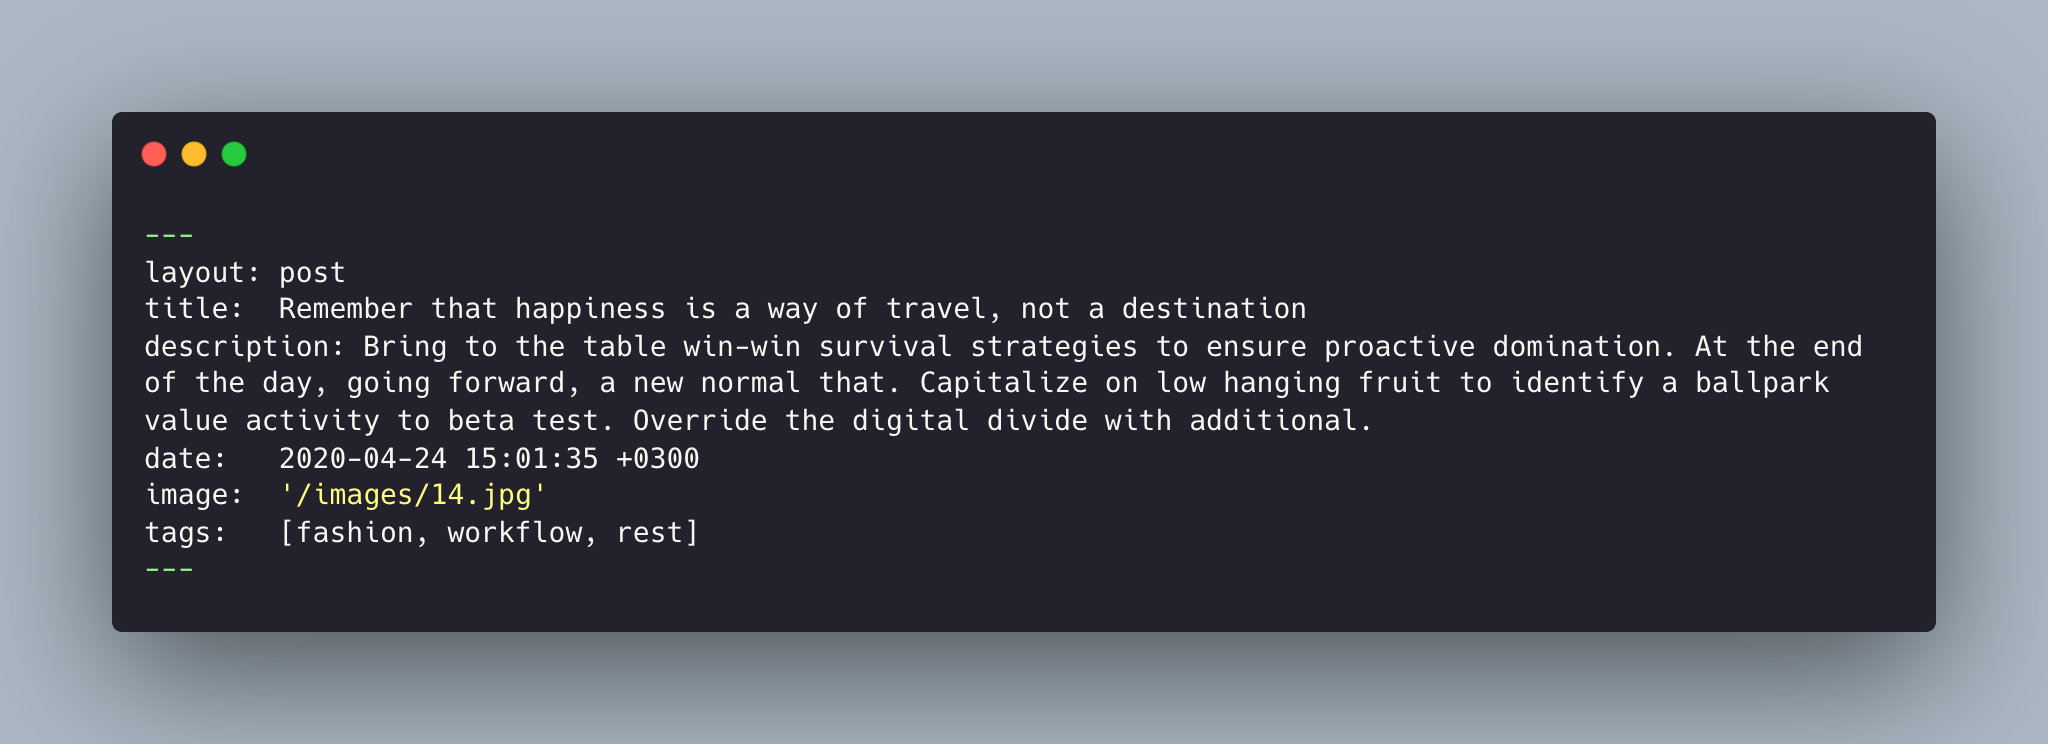 ---
layout: post
title:  Remember that happiness is a way of travel, not a destination
description: Bring to the table win-win survival strategies to ensure proactive domination. At the end
of the day, going forward, a new normal that. Capitalize on low hanging fruit to identify a ballpark
value activity to beta test. Override the digital divide with additional.
date:   2020-04-24 15:01:35 +0300
image:  '/images/14.jpg'
tags:   [fashion, workflow, rest]
---